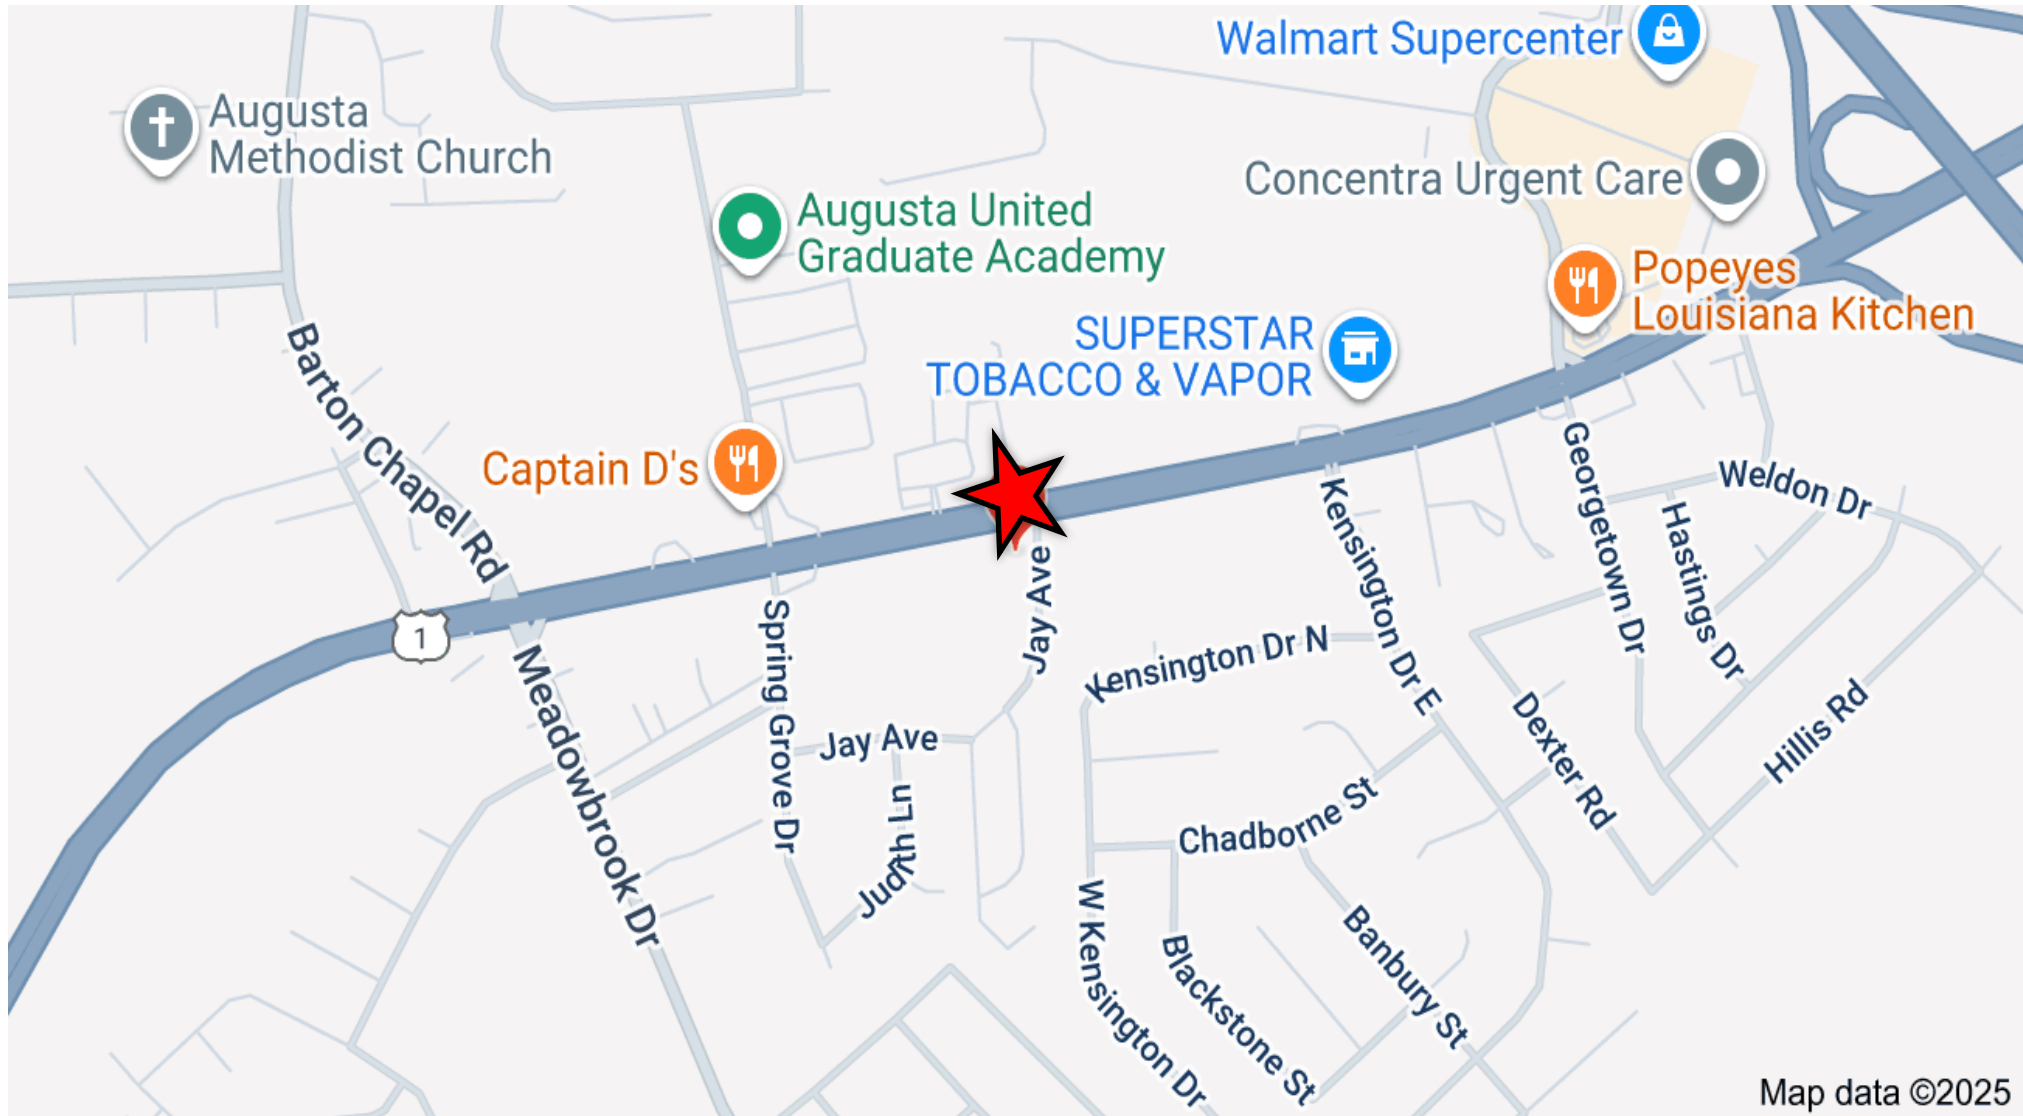 Walmart Supercenter
Augusta
Methodist Church
Concentra Urgent Care
Augusta United
Graduate Academy
Popeyes
Louisiana Kitchen
SUPERSTAR
TOBACCO & VAPOR
Barton Chapel Rd
Captain D's
Georgetown Dr
Weldon Dr
Kensington Dr E
Hastings Dr
Jay Ave
1
Spring Grove Dr
Kensington Dr N
Meadowbrook Dr
Jay Ave
Dexter Rd
Hillis Rd
Judith Ln
Chadborne St
W Kensington Dr
Blackstone St
Banbury St
Map data ©2025